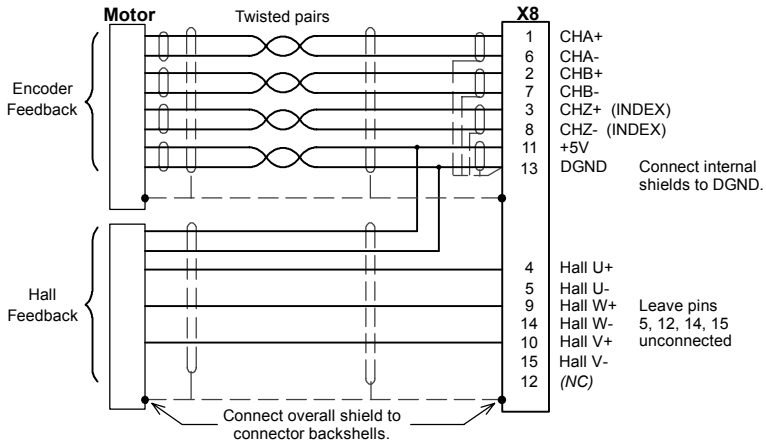 Motor Twisted pairs X8
Encoder
Feedback
1 CHA+
6 CHA-
2 CHB+
7 CHB-
3 CHZ+ (INDEX)
8 CHZ- (INDEX)
11 +5V
13 DGND Connect internal
shields to DGND.
Hall
Feedback
4 Hall U+
5 Hall U-
9 Hall W+ Leave pins
14 Hall W- 5, 12, 14, 15
10 Hall V+ unconnected
15 Hall V-
12 (NC)
Connect overall shield to
connector backshells.